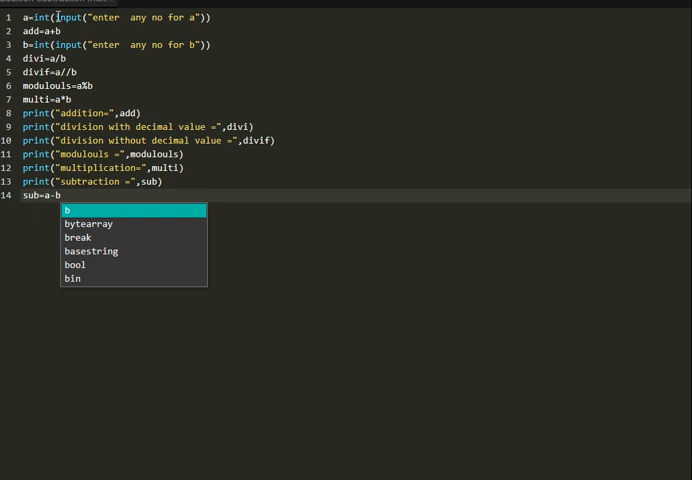 1 a=int(input("enter  any no for a"))
2 add=a+b
3 b=int(input("enter  any no for b"))
4 divi=a/b
5 divif=a//b
6 modulouls=a%b
7 multi=a*b
8 print("addition=",add)
9 print("division with decimal value =",divi)
10 print("division without decimal value =",divif)
11 print("modulouls =",modulouls)
12 print("multiplication=",multi)
13 print("subtraction =",sub)
14 sub=a-b
b
bytearray
break
basestring
bool
bin